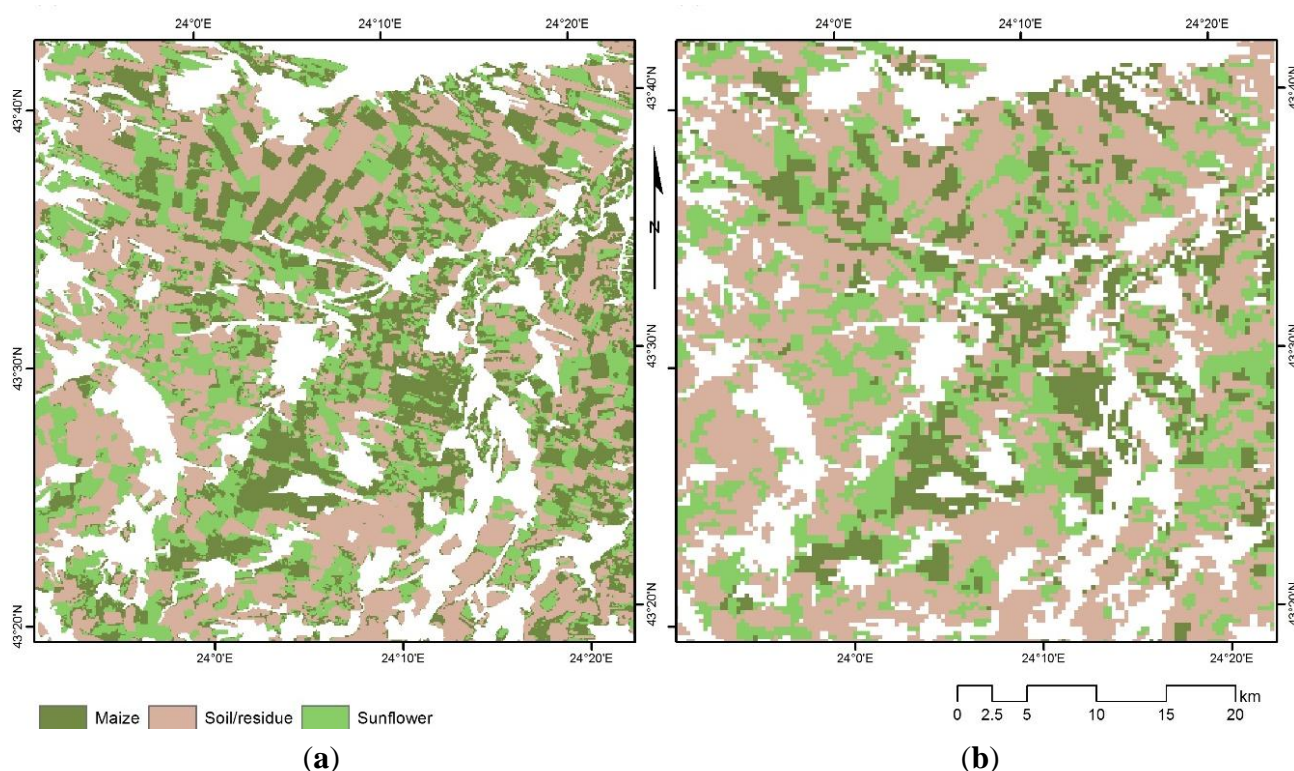 24°0'E 24°10'E 24°20'E 24°0'E 24°10'E 24°20'E
43°40'N 43°40'N
N
43°30'N 43°30'N
43°20'N 43°20'N
24°0'E 24°10'E 24°20'E 24°0'E 24°10'E 24°20'E
Maize Soil/residue Sunflower
km
0 2.5 5 10 15 20
(a) (b)